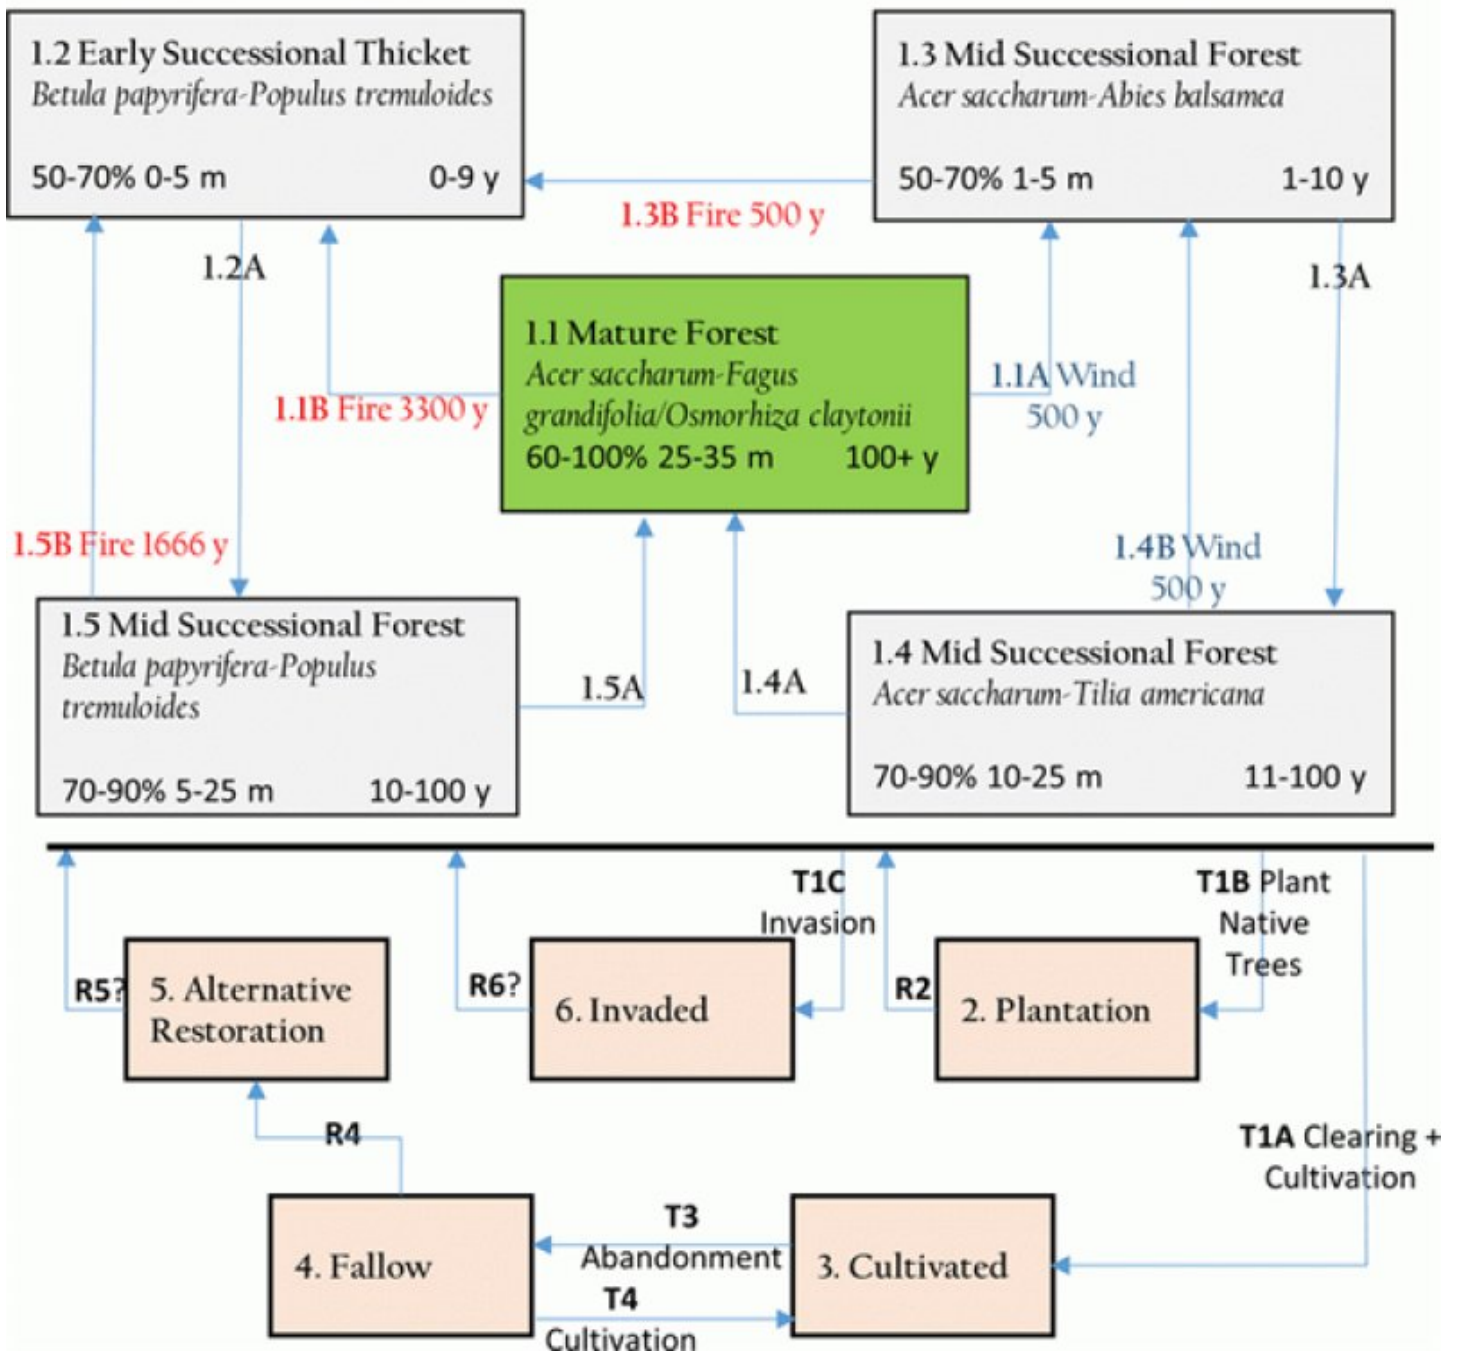 1.2 Early Successional Thicket
Betula papyrifera-Populus tremuloides
50-70% 0-5 m 0-9 y
1.3 Mid Successional Forest
Acer saccharum-Abies balsamea
50-70% 1-5 m 1-10 y
1.3B Fire 500 y
1.2A
1.3A
1.1 Mature Forest
Acer saccharum-Fagus
grandifolia/Osmorhiza claytonii
60-100% 25-35 m 100+ y
1.1B Fire 3300 y
1.1A Wind
500 y
1.5B Fire 1666 y
1.4B Wind
500 y
1.5 Mid Successional Forest
Betula papyrifera-Populus
tremuloides
70-90% 5-25 m 10-100 y
1.5A
1.4A
1.4 Mid Successional Forest
Acer saccharum-Tilia americana
70-90% 10-25 m 11-100 y
T1C
Invasion
T1B Plant
Native
Trees
R5?
5. Alternative
Restoration
R6?
6. Invaded
R2
2. Plantation
R4
T1A Clearing +
Cultivation
4. Fallow
T3
Abandonment
T4
Cultivation
3. Cultivated